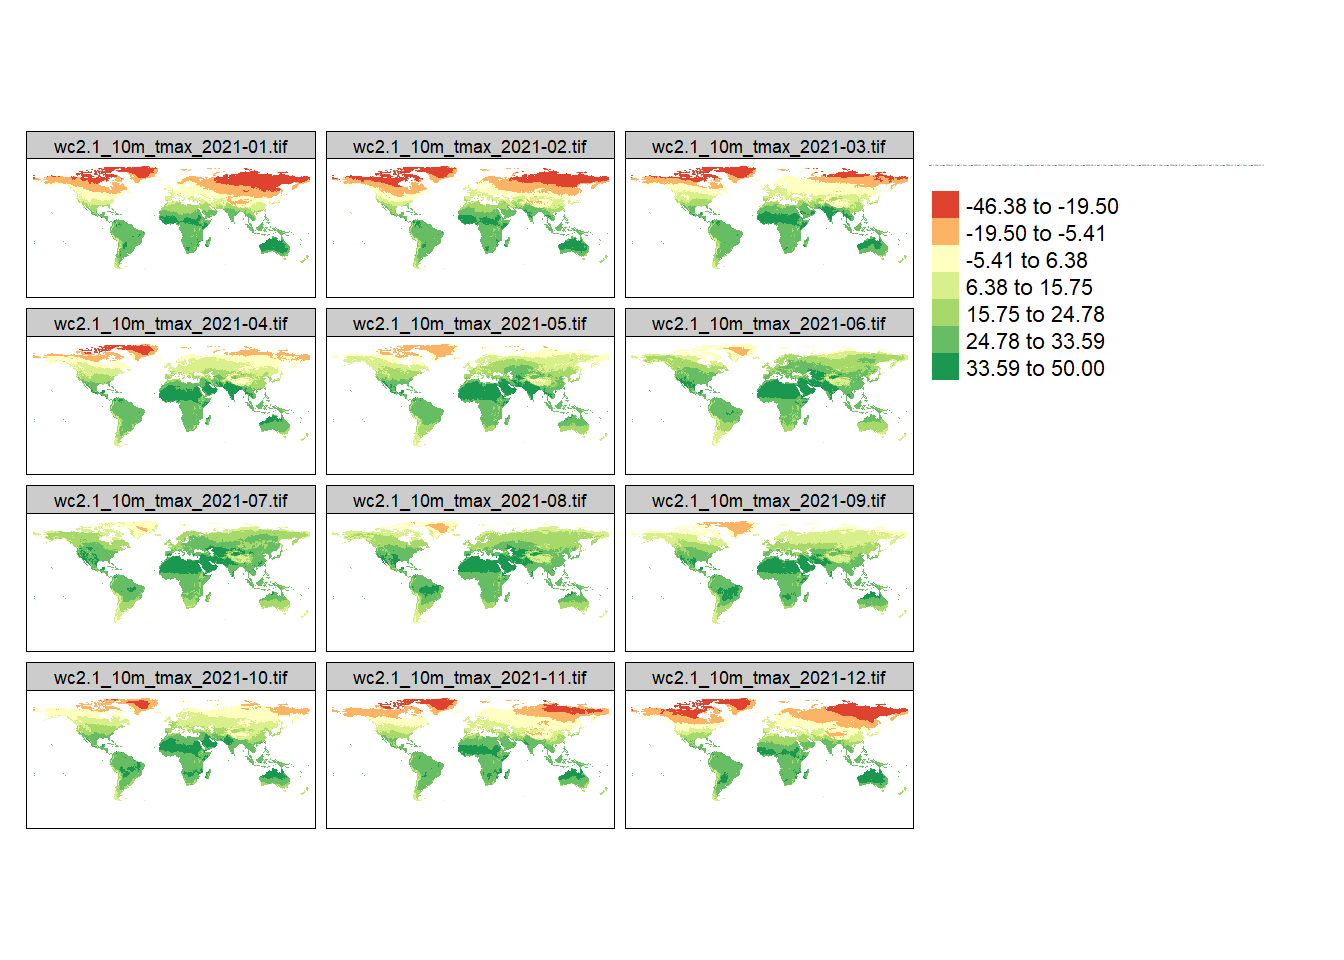 wc2.1_10m_tmax_2021-01.tif
wc2.1_10m_tmax_2021-02.tif
wc2.1_10m_tmax_2021-03.tif
-46.38 to -19.50
-19.50 to -5.41
-5.41 to 6.38
6.38 to 15.75
15.75 to 24.78
24.78 to 33.59
33.59 to 50.00
wc2.1_10m_tmax_2021-04.tif
wc2.1_10m_tmax_2021-05.tif
wc2.1_10m_tmax_2021-06.tif
wc2.1_10m_tmax_2021-07.tif
wc2.1_10m_tmax_2021-08.tif
wc2.1_10m_tmax_2021-09.tif
wc2.1_10m_tmax_2021-10.tif
wc2.1_10m_tmax_2021-11.tif
wc2.1_10m_tmax_2021-12.tif